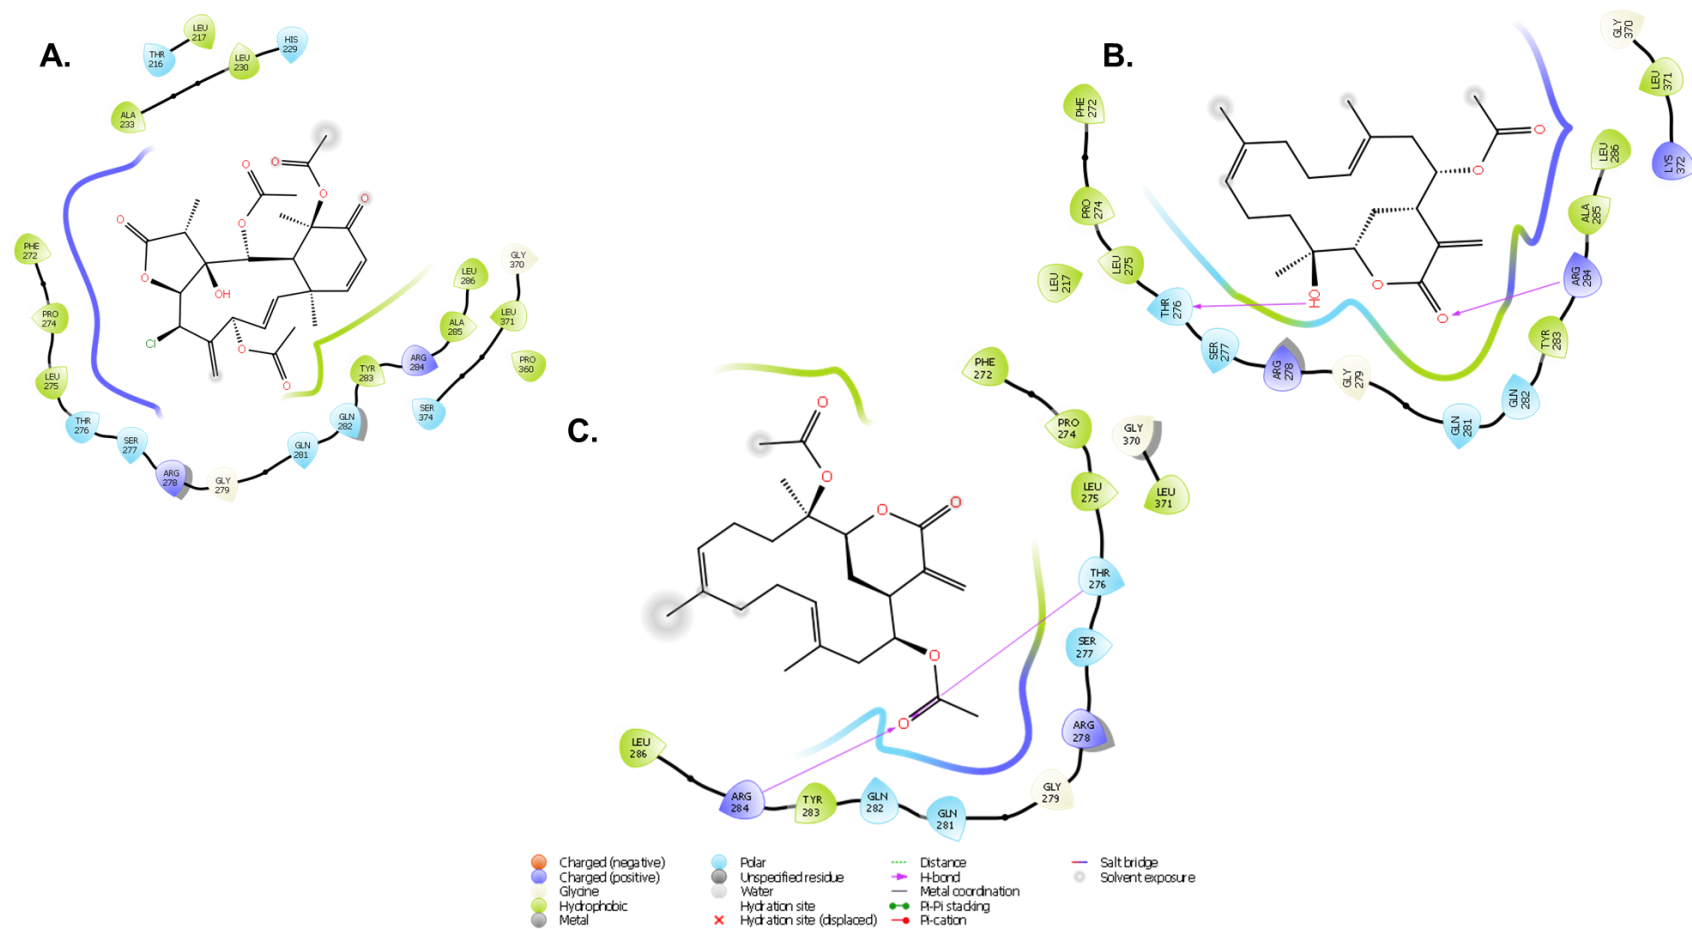 A.
LEU
217
THR
216
LEU
230
HIS
229
ALA
233
O
O
O
O
O
O
O
O
OH
Cl
O
O
PHE
272
PRO
274
LEU
275
THR
276
SER
277
ARG
278
GLY
279
GLN
281
GLN
282
TYR
283
ARG
284
ALA
285
LEU
286
GLY
370
LEU
371
PRO
360
SER
374
B.
PHE
272
PRO
274
LEU
275
LEU
217
THR
276
SER
277
ARG
278
GLY
279
GLN
281
GLN
282
TYR
283
ARG
284
ALA
285
LEU
286
GLY
370
LEU
371
LYS
372
O
O
HO
O
O
C.
O
O
O
O
O
O
PHE
272
PRO
274
LEU
275
GLY
370
LEU
371
THR
276
SER
277
ARG
278
GLY
279
GLN
281
GLN
282
TYR
283
ARG
284
LEU
286
Charged (negative)
Charged (positive)
Glycine
Hydrophobic
Metal
Polar
Unspecified residue
Water
Hydration site
Hydration site (displaced)
Distance
H-bond
Metal coordination
Pi-Pi stacking
Pi-cation
Salt bridge
Solvent exposure